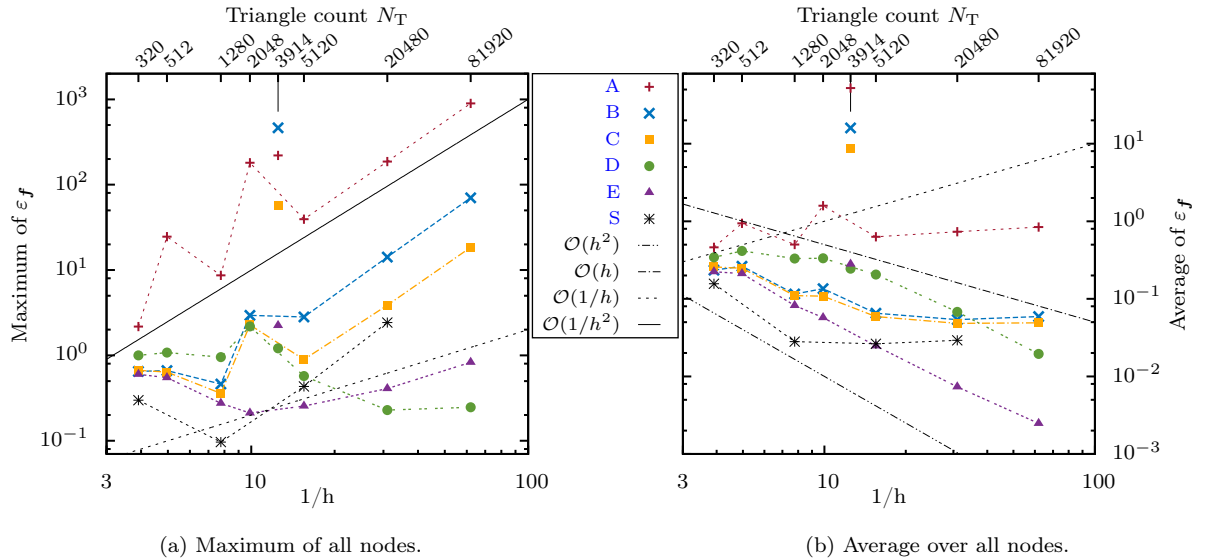 Triangle count N_T
Triangle count N_T
320
512
1280
2048
3914
5120
20480
81920
320
512
1280
2048
3914
5120
20480
81920
10^3
10^2
10^1
10^0
10^-1
Maximum of ε_f
A
B
C
D
E
S
O(h^2)
O(h)
O(1/h)
O(1/h^2)
10^1
10^0
10^-1
10^-2
10^-3
Average of ε_f
3
10
100
1/h
3
10
100
1/h
(a) Maximum of all nodes.
(b) Average over all nodes.